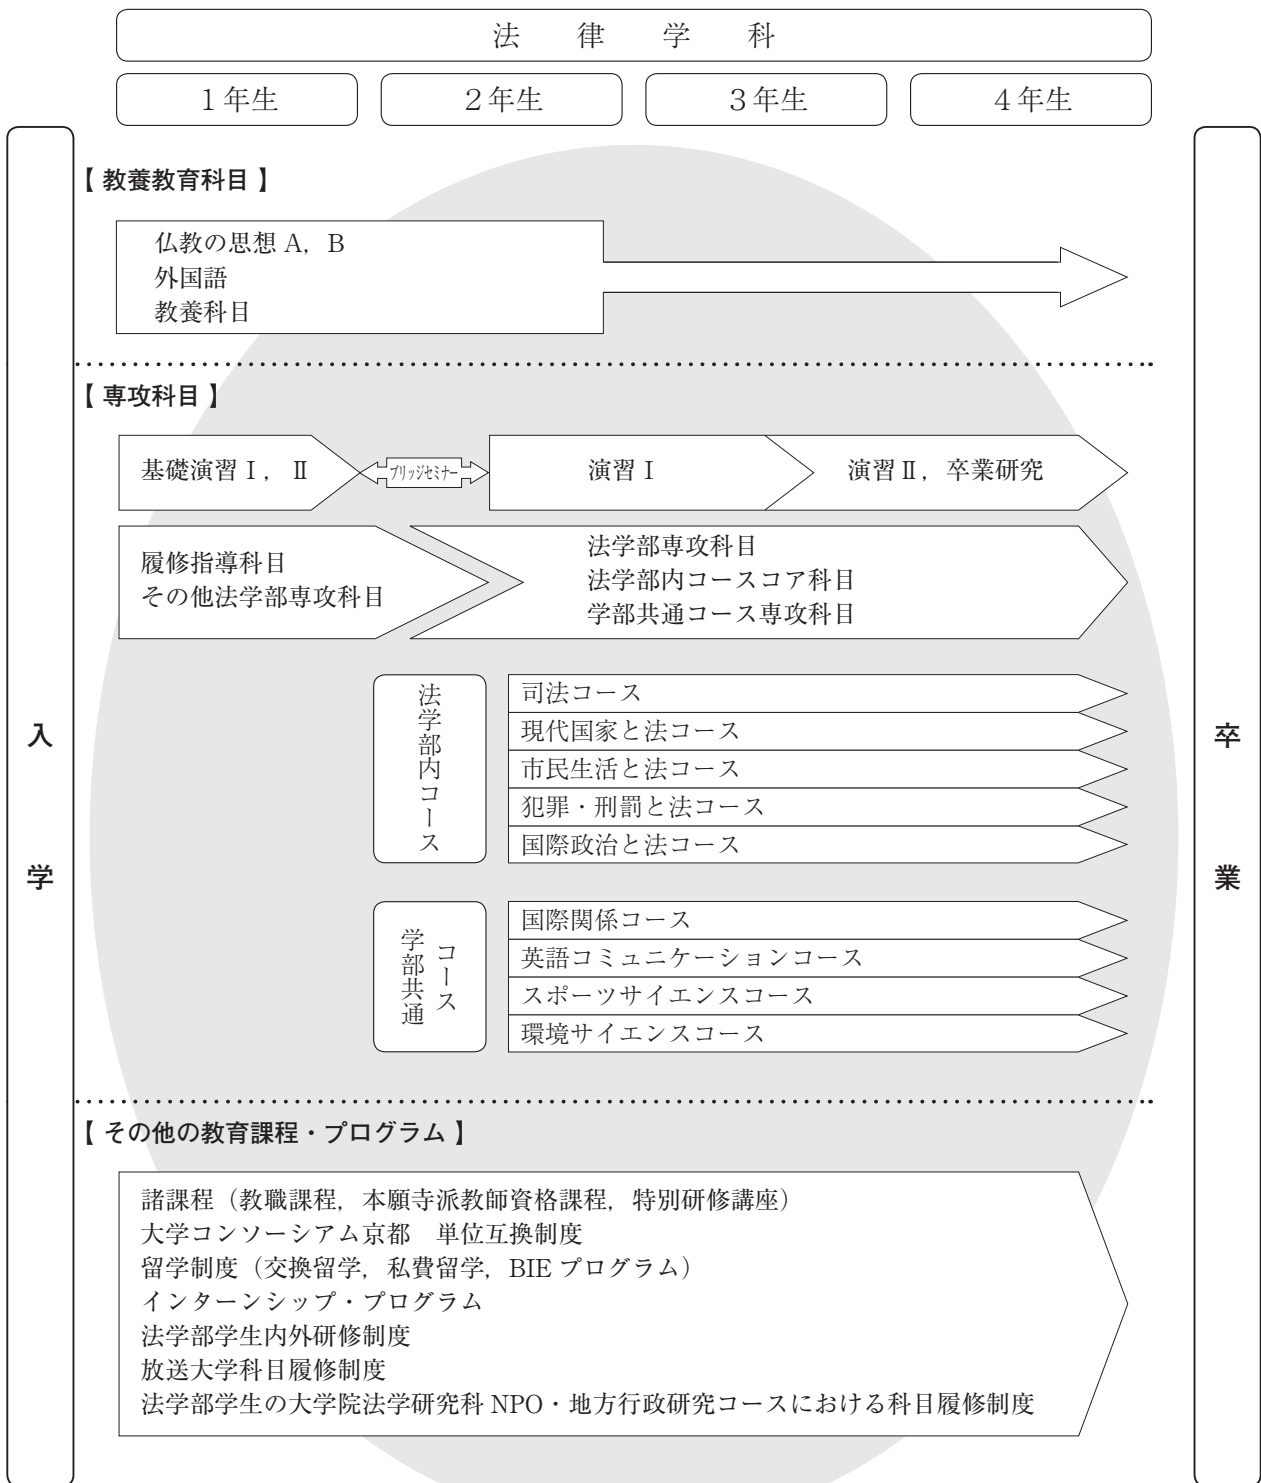 法律学科
1年生
2年生
3年生
4年生
入学
【教養教育科目】
仏教の思想 A, B
外国語
教養科目
【専攻科目】
基礎演習Ⅰ, Ⅱ
ブリッジセミナー
演習Ⅰ
演習Ⅱ, 卒業研究
履修指導科目
その他法学部専攻科目
法学部専攻科目
法学部内コースコア科目
学部共通コース専攻科目
法学部内コース
司法コース
現代国家と法コース
市民生活と法コース
犯罪・刑罰と法コース
国際政治と法コース
学部共通
コース
国際関係コース
英語コミュニケーションコース
スポーツサイエンスコース
環境サイエンスコース
【その他の教育課程・プログラム】
諸課程（教職課程, 本願寺派教師資格課程, 特別研修講座）
大学コンソーシアム京都　単位互換制度
留学制度（交換留学, 私費留学, BIE プログラム）
インターンシップ・プログラム
法学部学生内外研修制度
放送大学科目履修制度
法学部学生の大学院法学研究科 NPO・地方行政研究コースにおける科目履修制度
卒業